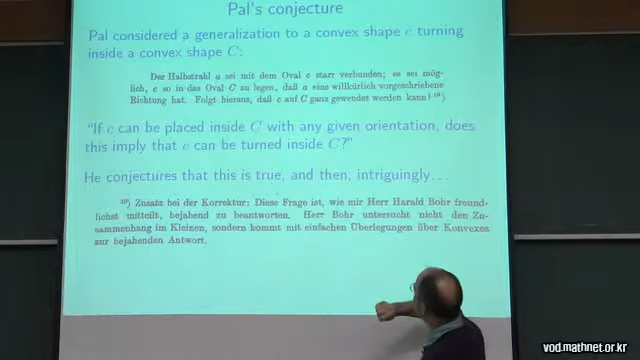 Pal's conjecture
Pal considered a generalization to a convex shape c turning
inside a convex shape C:
Der Halbstrahl a sei mit dem Oval c starr verbunden; es sei mög-
lich, c so in das Oval C zu legen, daß a eine willkürlich vorgeschriebene
Richtung hat. Folgt hieraus, daß c auf C ganz gewendet werden kann? ¹⁰)
"If c can be placed inside C with any given orientation, does
this imply that c can be turned inside C?"
He conjectures that this is true, and then, intriguingly...
¹⁰) Zusatz bei der Korrektur: Diese Frage ist, wie mir Herr Harald Bohr freund-
lichst mitteilt, bejahend zu beantworten. Herr Bohr untersucht nicht den Zu-
sammenhang im Kleinen, sondern kommt mit einfachen Überlegungen über Konvexes
zur bejahenden Antwort.
vod.mathnet.or.kr